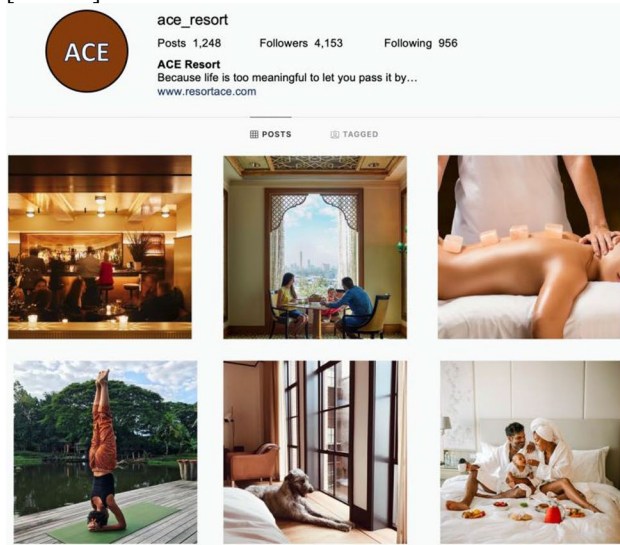 ace_resort
Posts 1,248 Followers 4,153 Following 956
ACE
ACE Resort
Because life is too meaningful to let you pass it by…
www.resortace.com
POSTS TAGGED